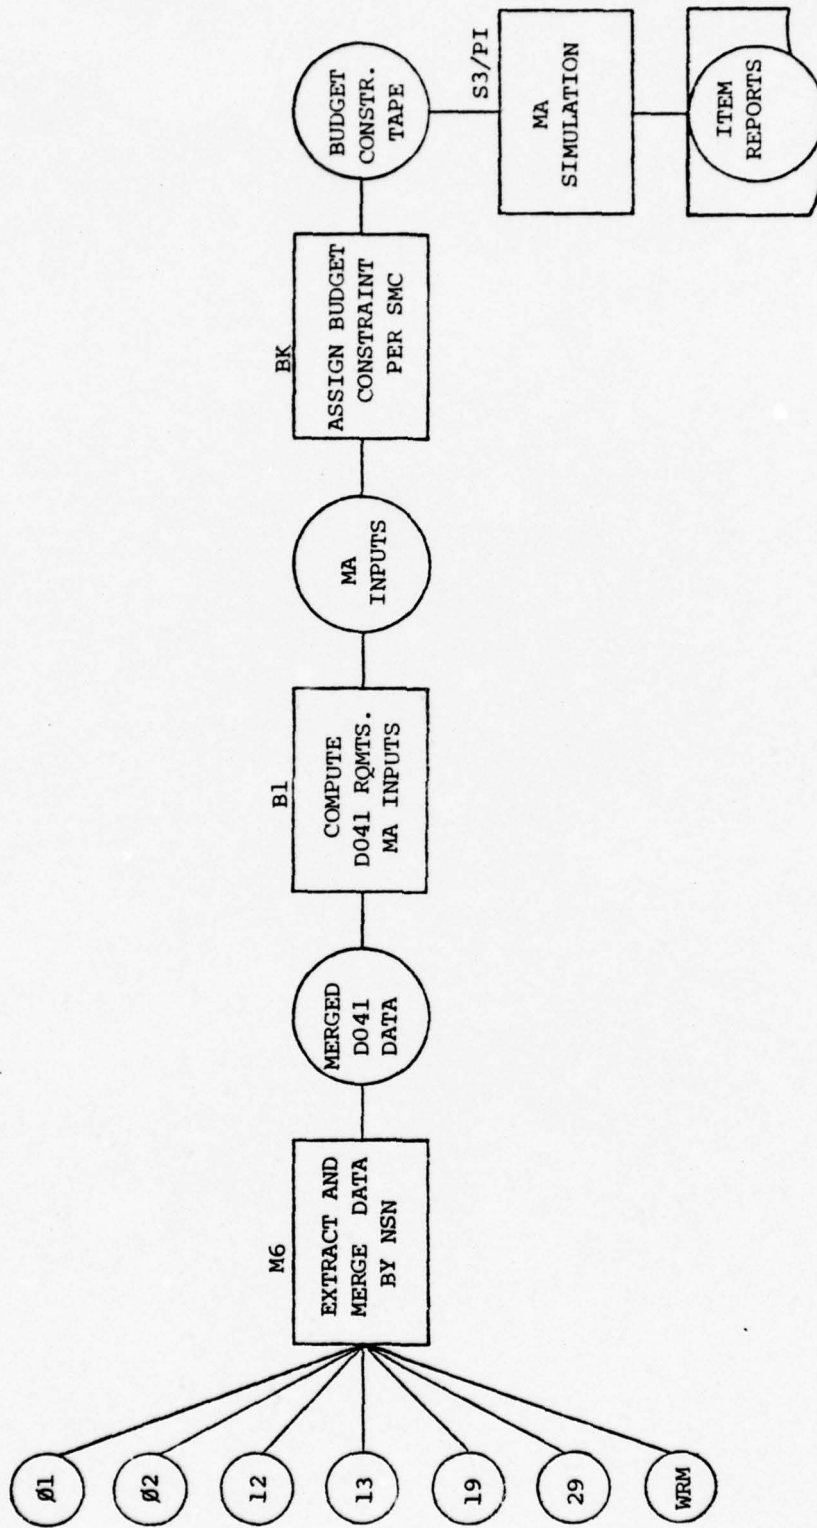 Ø1
Ø2
12
13
19
29
WRM
M6
EXTRACT AND
MERGE DATA
BY NSN
MERGED
D041
DATA
B1
COMPUTE
D041 RQMTS.
MA INPUTS
MA
INPUTS
BK
ASSIGN BUDGET
CONSTRAINT
PER SMC
BUDGET
CONSTR.
TAPE
S3/PI
MA
SIMULATION
ITEM
REPORTS